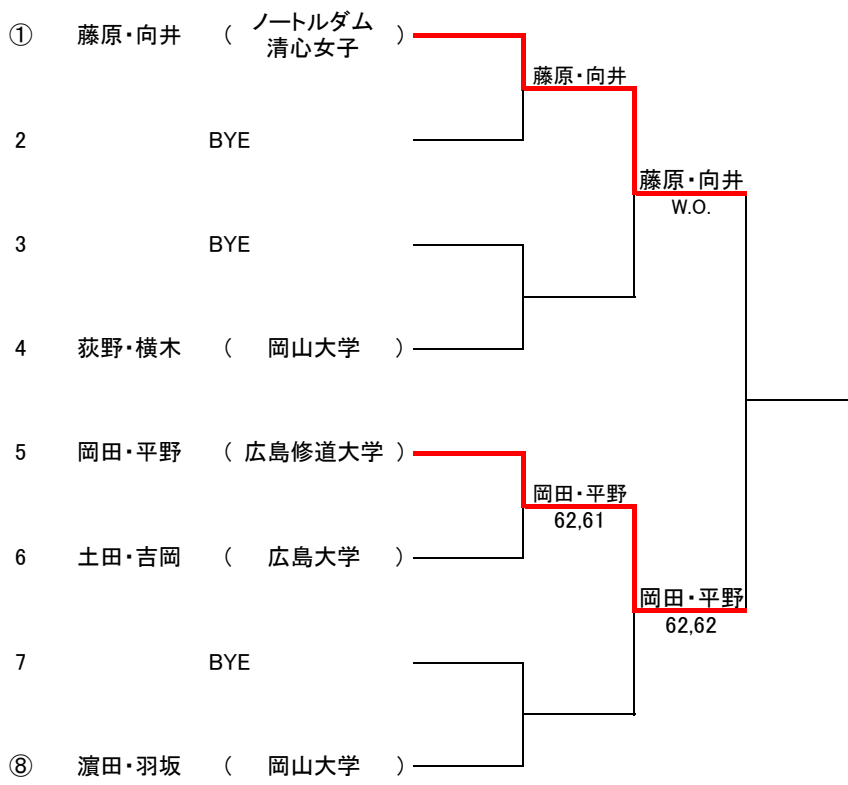 ① 藤原・向井 ( ノートルダム
清心女子 )
藤原・向井
2 BYE
藤原・向井
W.O.
3 BYE
4 荻野・横木 ( 岡山大学 )
5 岡田・平野 ( 広島修道大学 )
岡田・平野
62,61
6 土田・吉岡 ( 広島大学 )
岡田・平野
62,62
7 BYE
⑧ 濵田・羽坂 ( 岡山大学 )